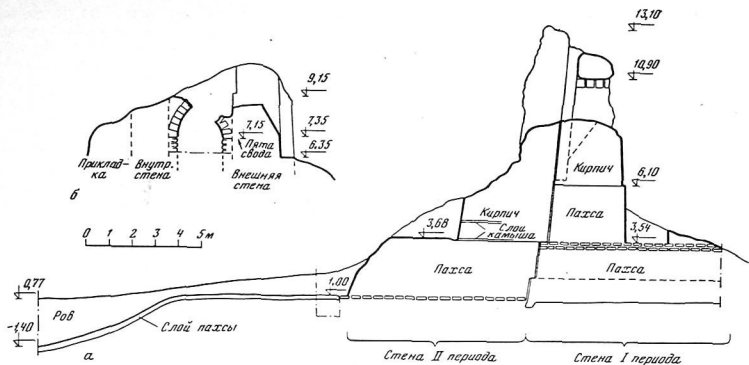 13,10
10,90
9,15
7,35
7,15
6,35
Приклад-
ка
Внутр.
стена
Пята
свода
Внешняя
стена
б
0 1 2 3 4 5 м
Кирпич
6,10
Пахса
Кирпич
Слои
камыша
3,68
3,54
Пахса
Пахса
0,77
1,00
Ров
-1,40
Слой пахсы
а
Стена II периода
Стена I периода